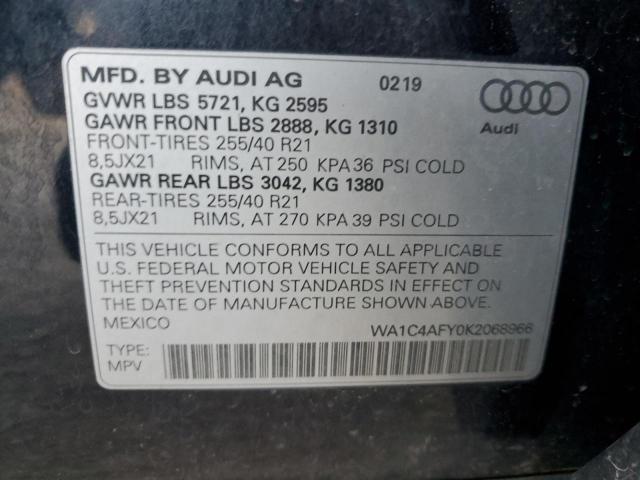 MFD. BY AUDI AG 0219
GVWR LBS 5721, KG 2595
GAWR FRONT LBS 2888, KG 1310
Audi
FRONT-TIRES 255/40 R21
8,5JX21 RIMS, AT 250 KPA 36 PSI COLD
GAWR REAR LBS 3042, KG 1380
REAR-TIRES 255/40 R21
8,5JX21 RIMS, AT 270 KPA 39 PSI COLD
THIS VEHICLE CONFORMS TO ALL APPLICABLE
U.S. FEDERAL MOTOR VEHICLE SAFETY AND
THEFT PREVENTION STANDARDS IN EFFECT ON
THE DATE OF MANUFACTURE SHOWN ABOVE.
MEXICO WA1C4AFY0K2068966
TYPE:
MPV